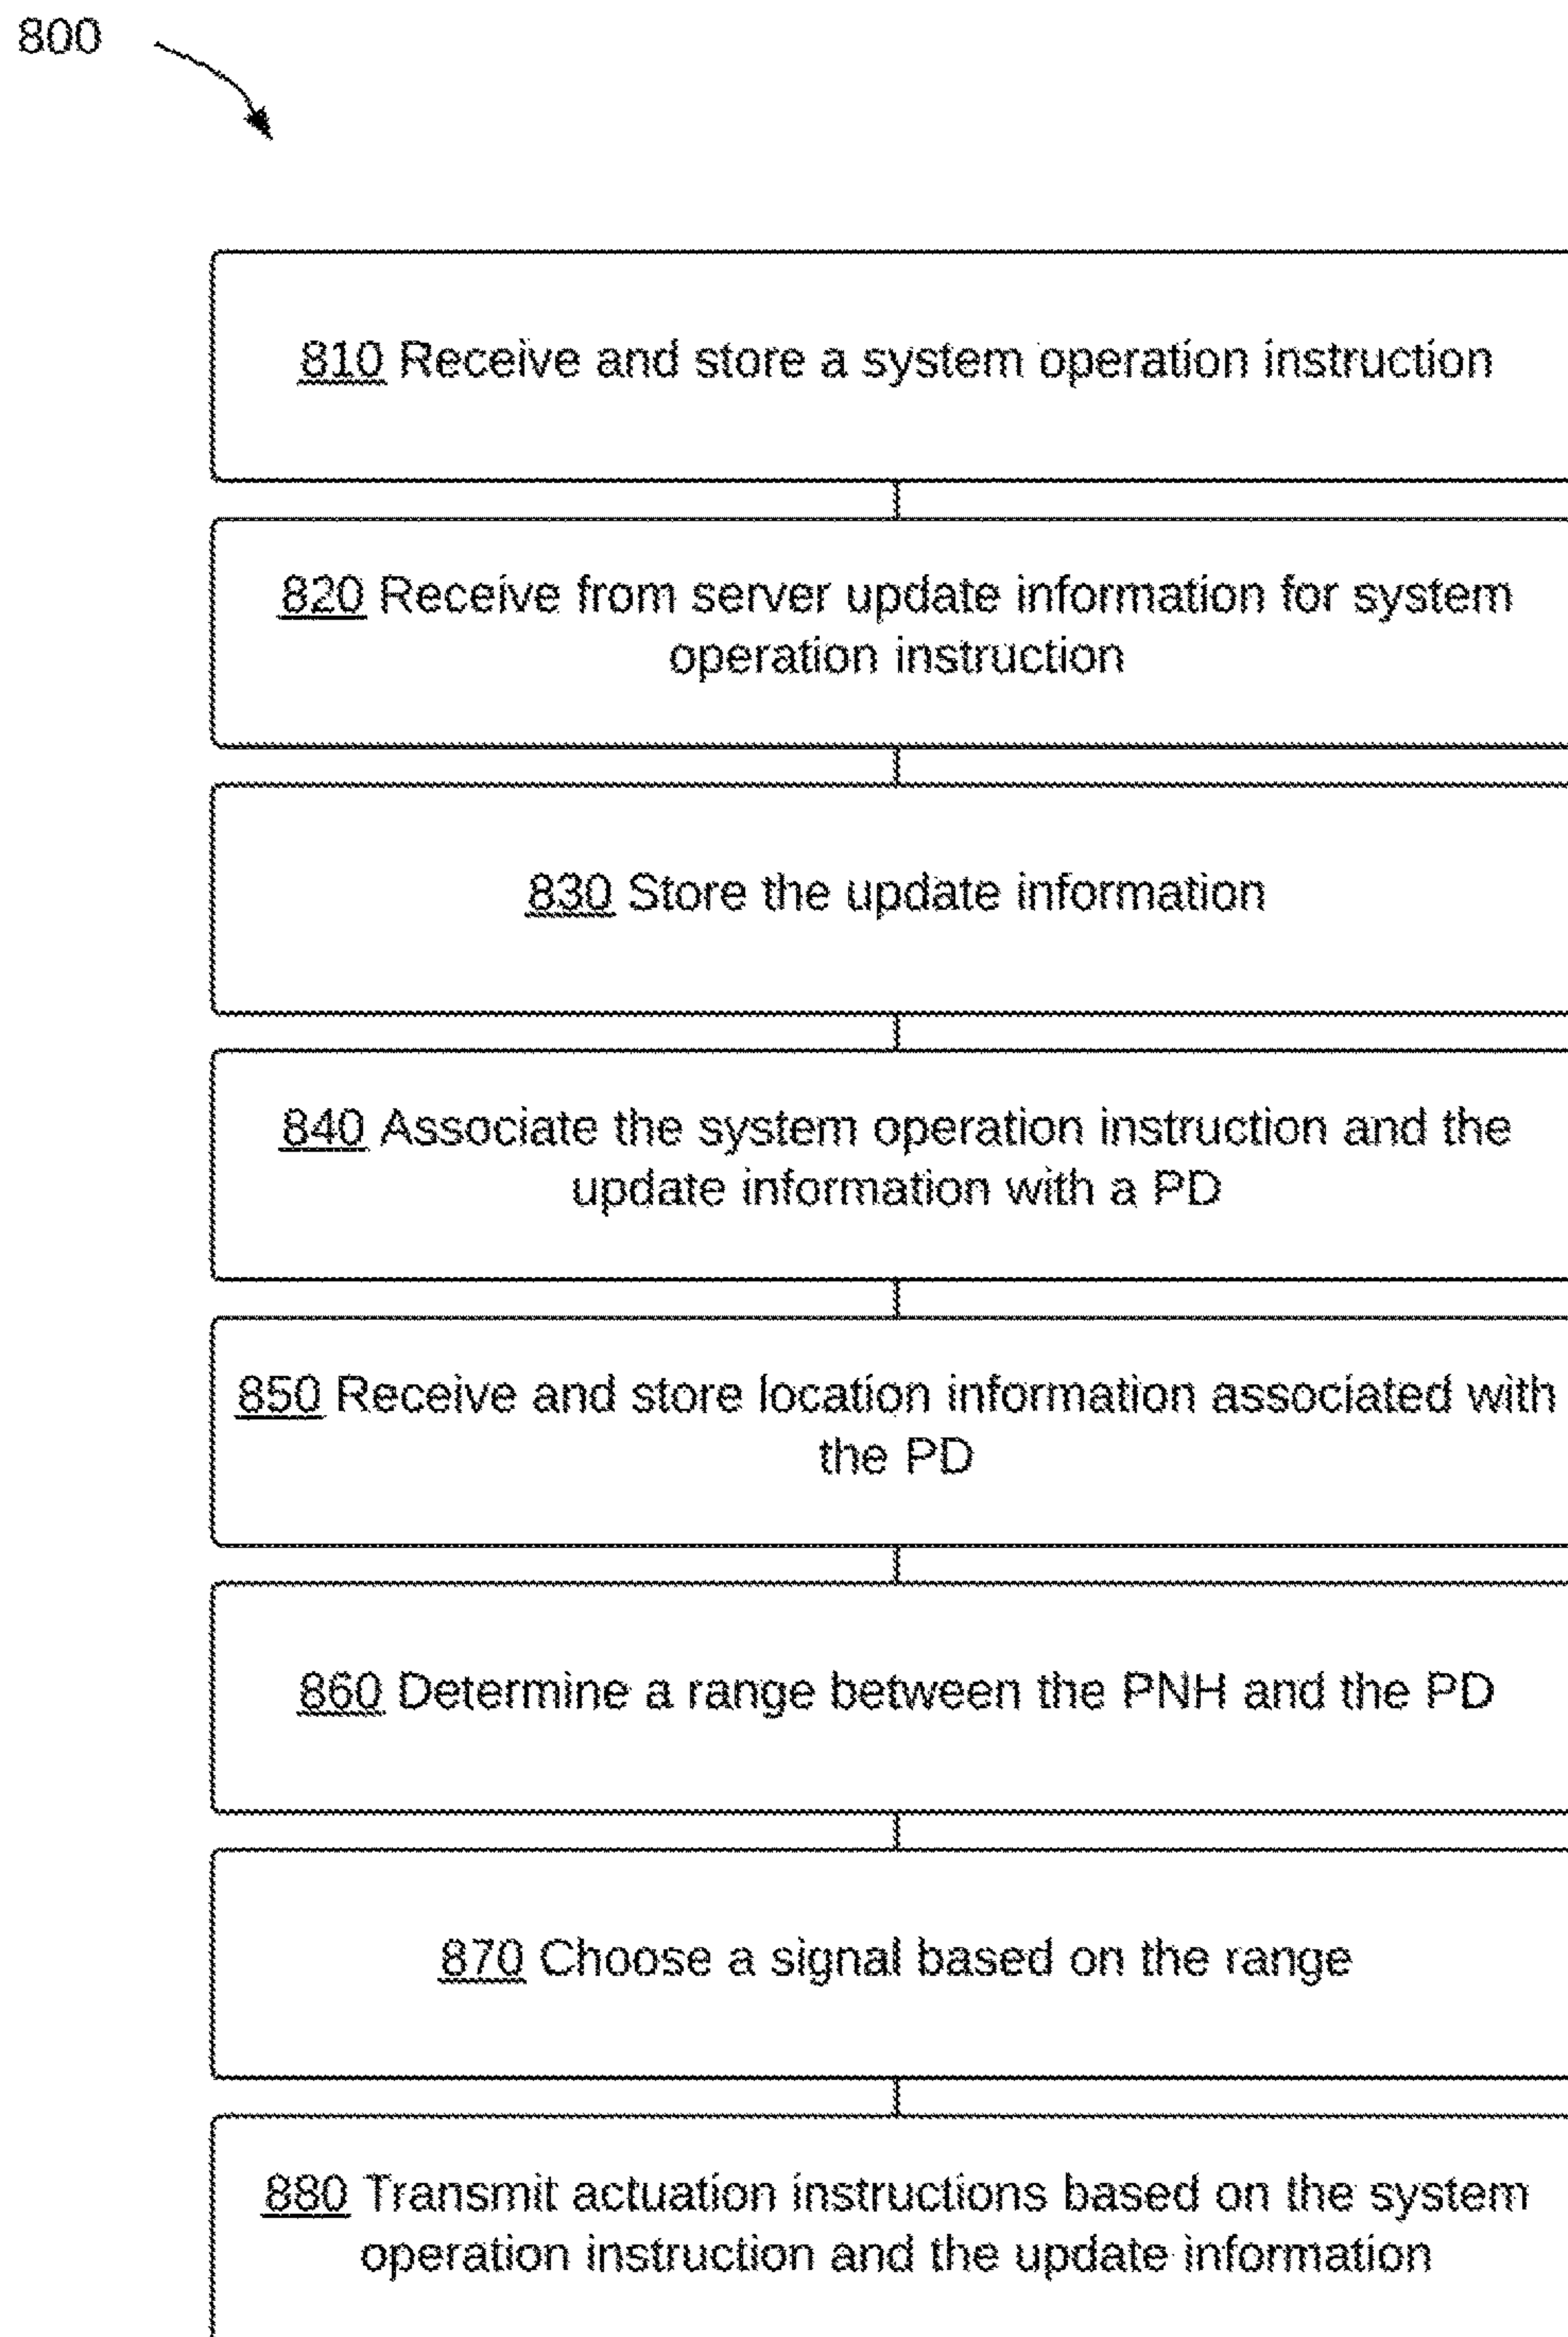 800
810 Receive and store a system operation instruction
820 Receive from server update information for system
operation instruction
830 Store the update information
840 Associate the system operation instruction and the
update information with a PD
850 Receive and store location information associated with
the PD
860 Determine a range between the PNH and the PD
870 Choose a signal based on the range
880 Transmit actuation instructions based on the system
operation instruction and the update information